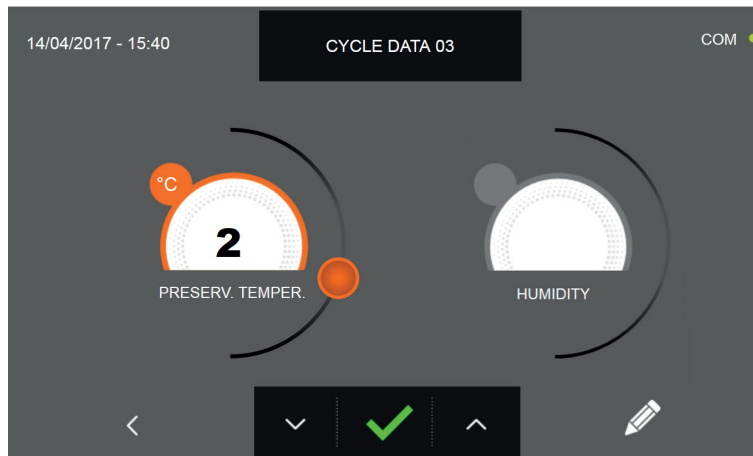 14/04/2017 - 15:40
CYCLE DATA 03
COM
°C
2
PRESERV. TEMPER.
HUMIDITY